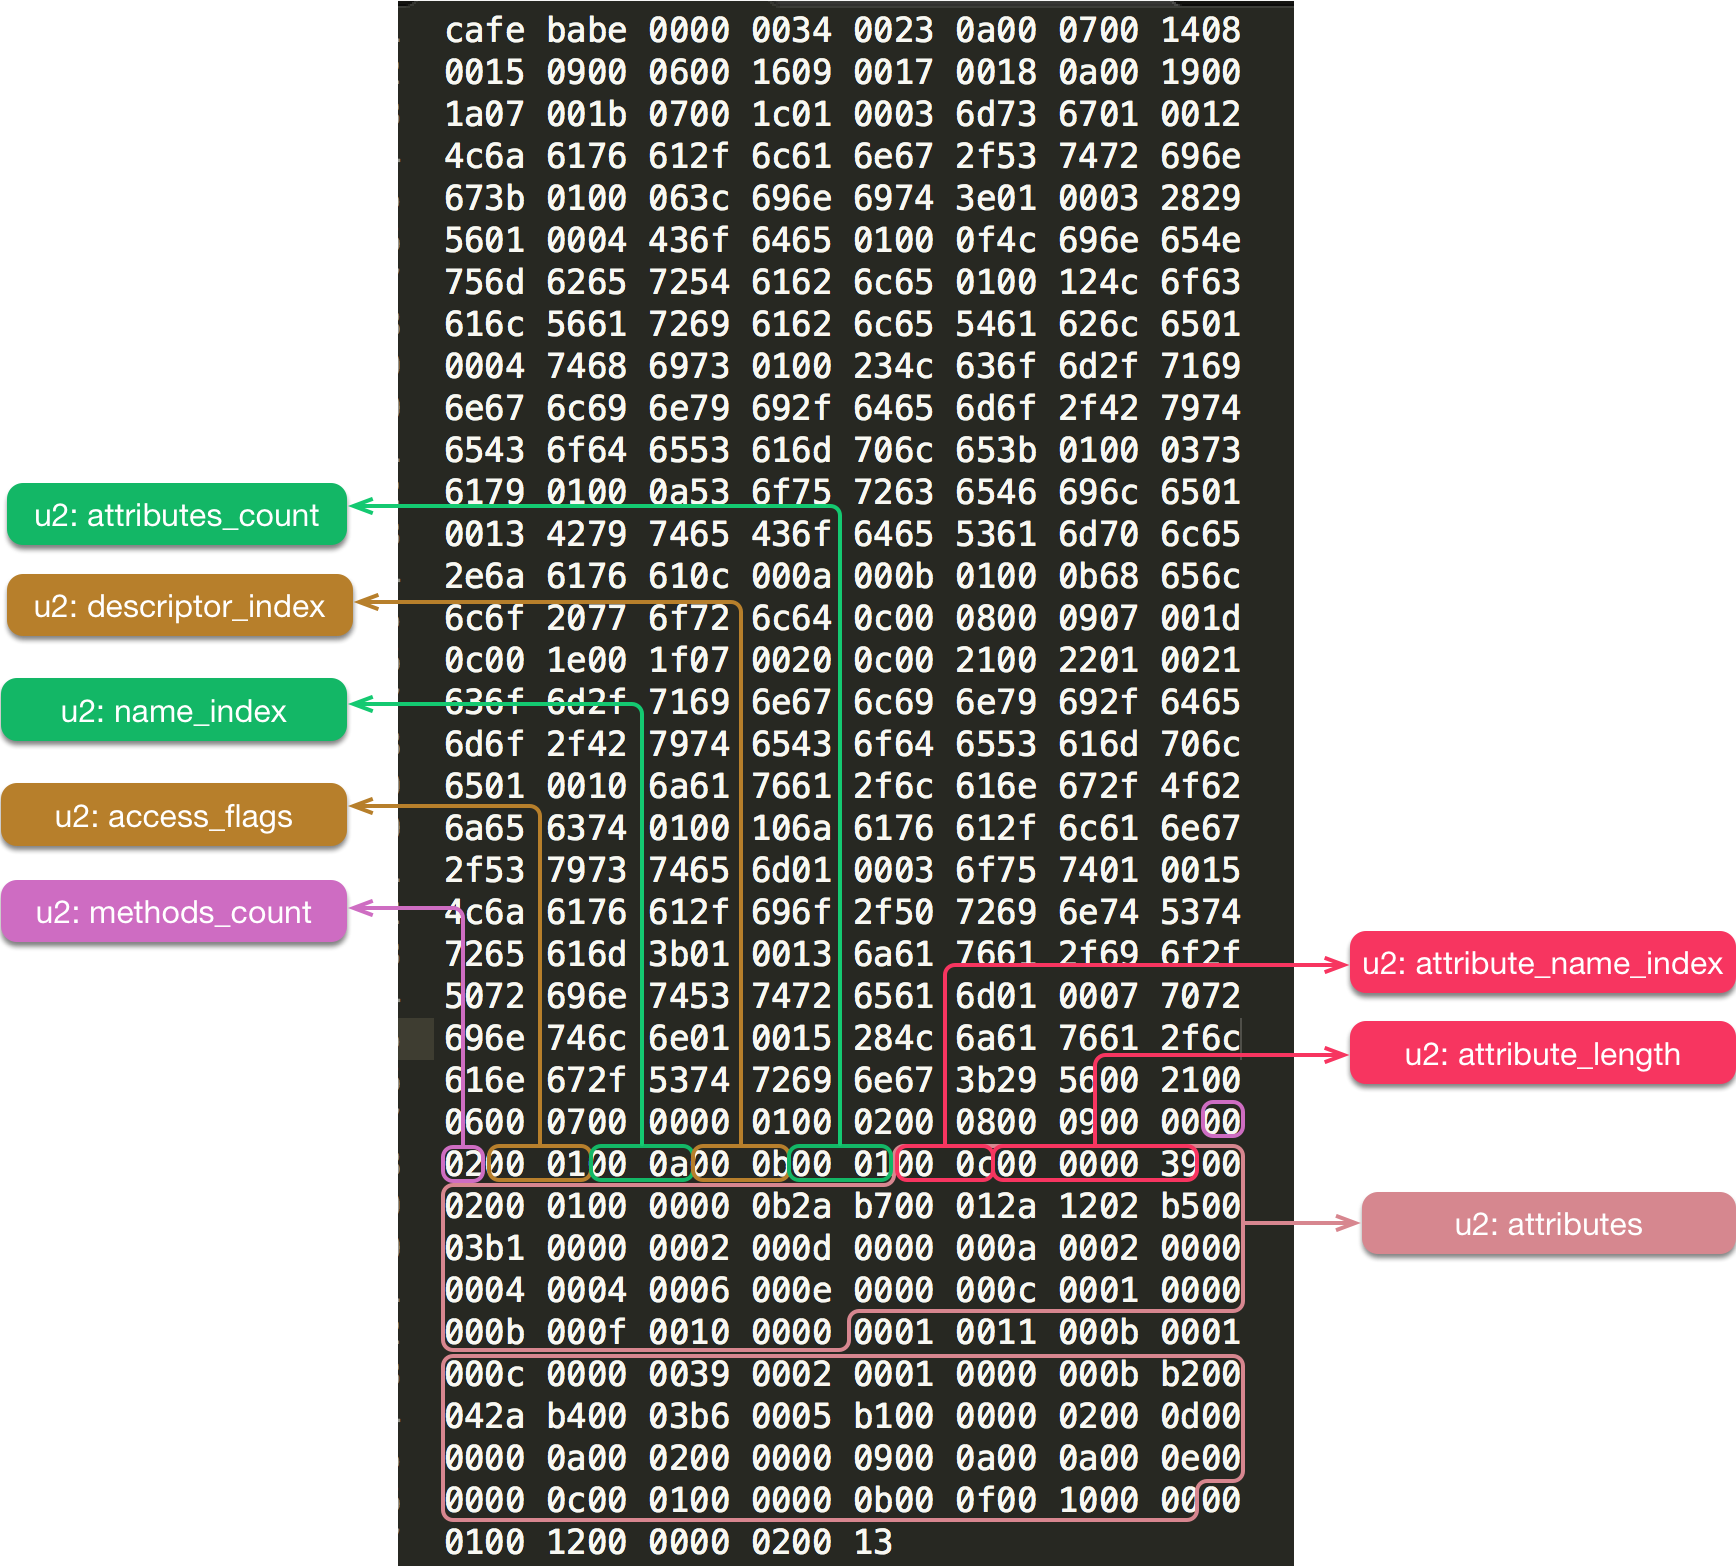 cafe babe 0000 0034 0023 0a00 0700 1408
0015 0900 0600 1609 0017 0018 0a00 1900
1a07 001b 0700 1c01 0003 6d73 6701 0012
4c6a 6176 612f 6c61 6e67 2f53 7472 696e
673b 0100 063c 696e 6974 3e01 0003 2829
5601 0004 436f 6465 0100 0f4c 696e 654e
756d 6265 7254 6162 6c65 0100 124c 6f63
616c 5661 7269 6162 6c65 5461 626c 6501
0004 7468 6973 0100 234c 636f 6d2f 7169
6e67 6c69 6e79 692f 6465 6d6f 2f42 7974
6543 6f64 6553 616d 706c 653b 0100 0373
6179 0100 0a53 6f75 7263 6546 696c 6501
u2: attributes_count
0013 4279 7465 436f 6465 5361 6d70 6c65
2e6a 6176 610c 000a 000b 0100 0b68 656c
u2: descriptor_index
6c6f 2077 6f72 6c64 0c00 0800 0907 001d
0c00 1e00 1f07 0020 0c00 2100 2201 0021
636f 6d2f 7169 6e67 6c69 6e79 692f 6465
u2: name_index
6d6f 2f42 7974 6543 6f64 6553 616d 706c
6501 0010 6a61 7661 2f6c 616e 672f 4f62
u2: access_flags
6a65 6374 0100 106a 6176 612f 6c61 6e67
2f53 7973 7465 6d01 0003 6f75 7401 0015
u2: methods_count
4c6a 6176 612f 696f 2f50 7269 6e74 5374
7265 616d 3b01 0013 6a61 7661 2f69 6f2f
u2: attribute_name_index
5072 696e 7453 7472 6561 6d01 0007 7072
696e 746c 6e01 0015 284c 6a61 7661 2f6c
u2: attribute_length
616e 672f 5374 7269 6e67 3b29 5600 2100
0600 0700 0000 0100 0200 0800 0900 0000
0200 0100 0a00 0b00 0100 0c00 0000 3900
0200 0100 0000 0b2a b700 012a 1202 b500
u2: attributes
03b1 0000 0002 000d 0000 000a 0002 0000
0004 0004 0006 000e 0000 000c 0001 0000
000b 000f 0010 0000 0001 0011 000b 0001
000c 0000 0039 0002 0001 0000 000b b200
042a b400 03b6 0005 b100 0000 0200 0d00
0000 0a00 0200 0000 0900 0a00 0a00 0e00
0000 0c00 0100 0000 0b00 0f00 1000 0000
0100 1200 0000 0200 13